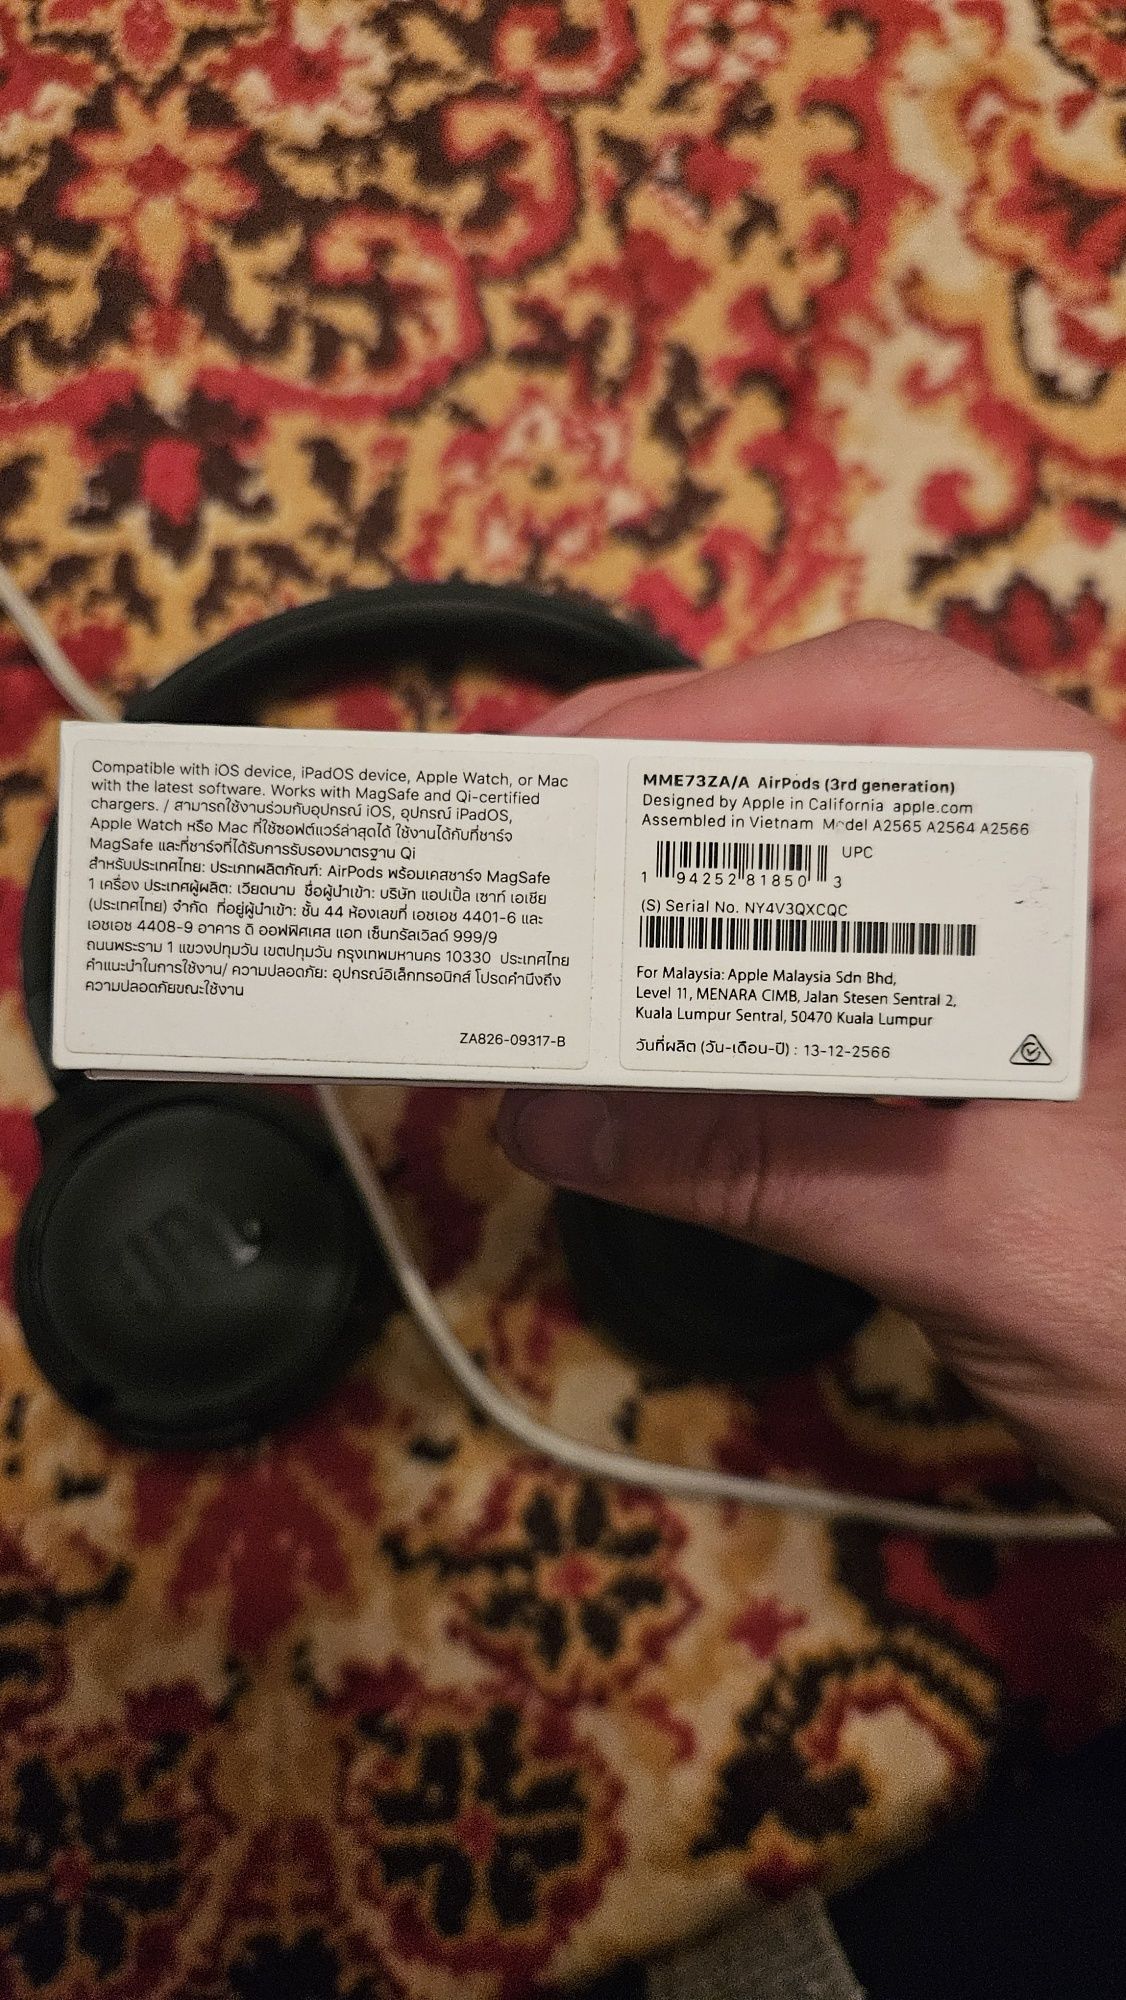 Compatible with iOS device, iPadOS device, Apple Watch, or Mac
with the latest software. Works with MagSafe and Qi-certified
chargers. / สามารถใช้งานร่วมกับอุปกรณ์ iOS, อุปกรณ์ iPadOS,
Apple Watch หรือ Mac ที่ใช้ซอฟต์แวร์ล่าสุดได้ ใช้งานได้กับที่ชาร์จ
MagSafe และที่ชาร์จที่ได้รับการรับรองมาตรฐาน Qi
สำหรับประเทศไทย: ประเภทผลิตภัณฑ์: AirPods พร้อมเคสชาร์จ MagSafe
1 เครื่อง ประเทศผู้ผลิต: เวียดนาม ชื่อผู้นำเข้า: บริษัท แอปเปิ้ล เซาท์ เอเชีย
(ประเทศไทย) จำกัด ที่อยู่ผู้นำเข้า: ชั้น 44 ห้องเลขที่ เอชเอช 4401-6 และ
เอชเอช 4408-9 อาคาร ดิ ออฟฟิศเศส แอท เซ็นทรัลเวิลด์ 999/9
ถนนพระราม 1 แขวงปทุมวัน เขตปทุมวัน กรุงเทพมหานคร 10330 ประเทศไทย
คำแนะนำในการใช้งาน/ ความปลอดภัย: อุปกรณ์อิเล็กทรอนิกส์ โปรดคำนึงถึง
ความปลอดภัยขณะใช้งาน
ZA826-09317-B
MME73ZA/A AirPods (3rd generation)
Designed by Apple in California apple.com
Assembled in Vietnam Model A2565 A2564 A2566
UPC
1 94252 81850 3
(S) Serial No. NY4V3QXCQC
For Malaysia: Apple Malaysia Sdn Bhd,
Level 11, MENARA CIMB, Jalan Stesen Sentral 2,
Kuala Lumpur Sentral, 50470 Kuala Lumpur
วันที่ผลิต (วัน-เดือน-ปี) : 13-12-2566
JBL